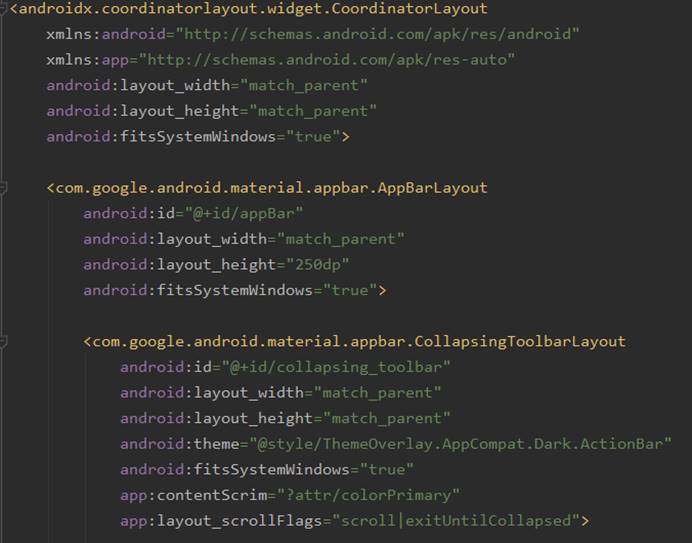 <androidx.coordinatorlayout.widget.CoordinatorLayout
xmlns:android="http://schemas.android.com/apk/res/android"
xmlns:app="http://schemas.android.com/apk/res-auto"
android:layout_width="match_parent"
android:layout_height="match_parent"
android:fitsSystemWindows="true">
<com.google.android.material.appbar.AppBarLayout
android:id="@+id/appBar"
android:layout_width="match_parent"
android:layout_height="250dp"
android:fitsSystemWindows="true">
<com.google.android.material.appbar.CollapsingToolbarLayout
android:id="@+id/collapsing_toolbar"
android:layout_width="match_parent"
android:layout_height="match_parent"
android:theme="@style/ThemeOverlay.AppCompat.Dark.ActionBar"
android:fitsSystemWindows="true"
app:contentScrim="?attr/colorPrimary"
app:layout_scrollFlags="scroll|exitUntilCollapsed">